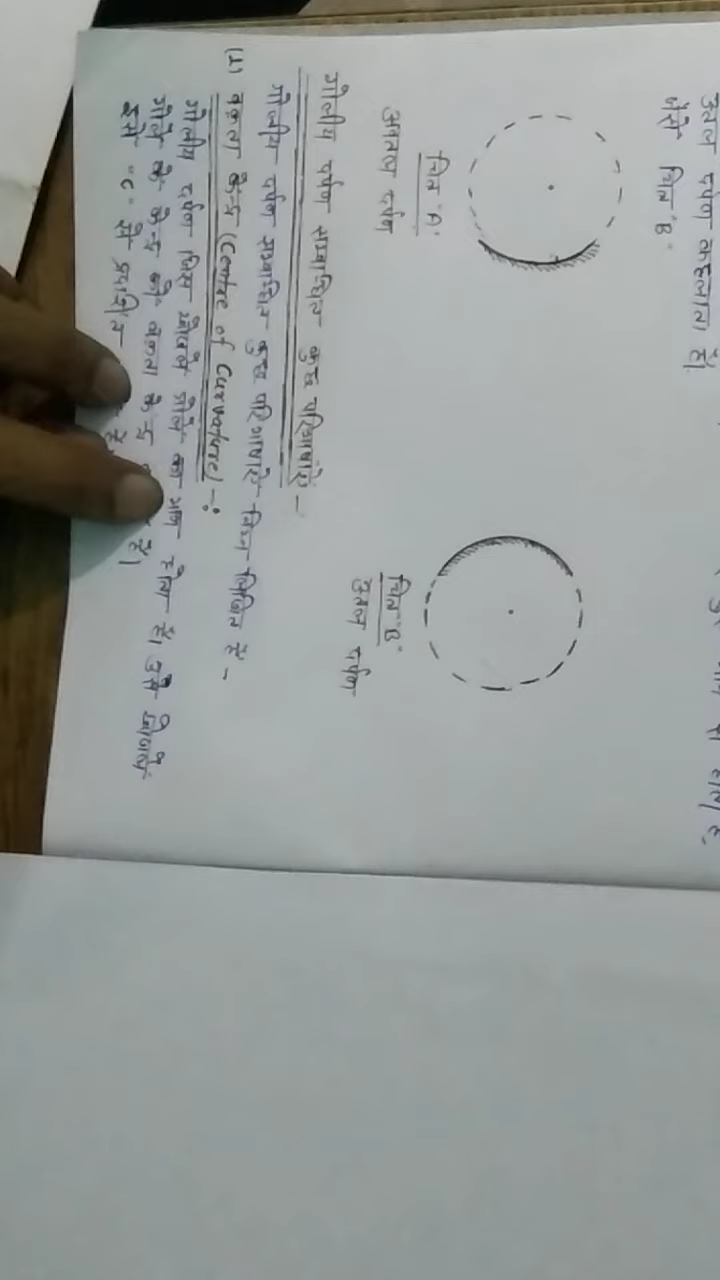 उत्तल दर्पण कहलाता है।
जैसे चित्र "B"
चित्र "A"
अवतल दर्पण
चित्र "B"
उत्तल दर्पण
गोलीय दर्पण सम्बन्धित कुछ परिभाषाऐं -
गोलीय दर्पण सम्बन्धित कुछ परिभाषाऐं निम्न लिखित हैं -
(1) वक्रता केन्द्र (Centre of Curvature) -:
गोलीय दर्पण जिस खोखले गोले का भाग होता है। उस
गोले के केन्द्र को वक्रता केन्द्र हैं।
इसे "C" से प्रदर्शित हैं